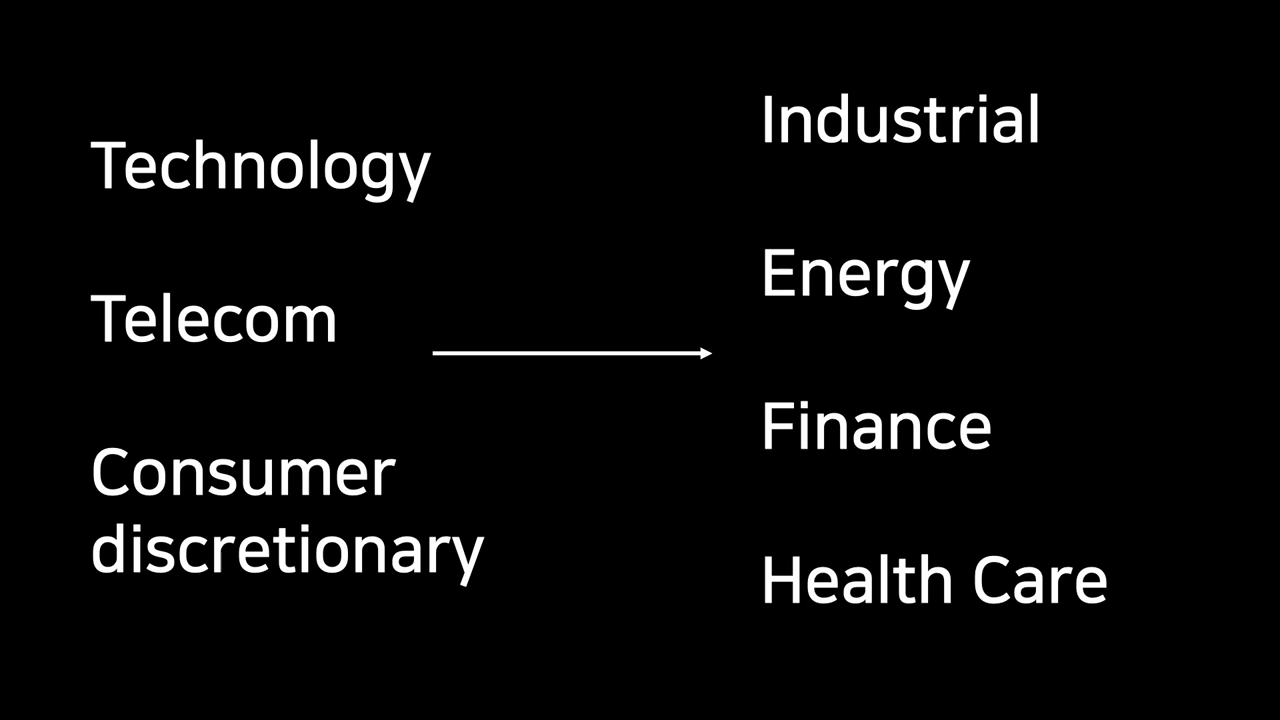 Technology
Telecom
Consumer
discretionary
Industrial
Energy
Finance
Health Care